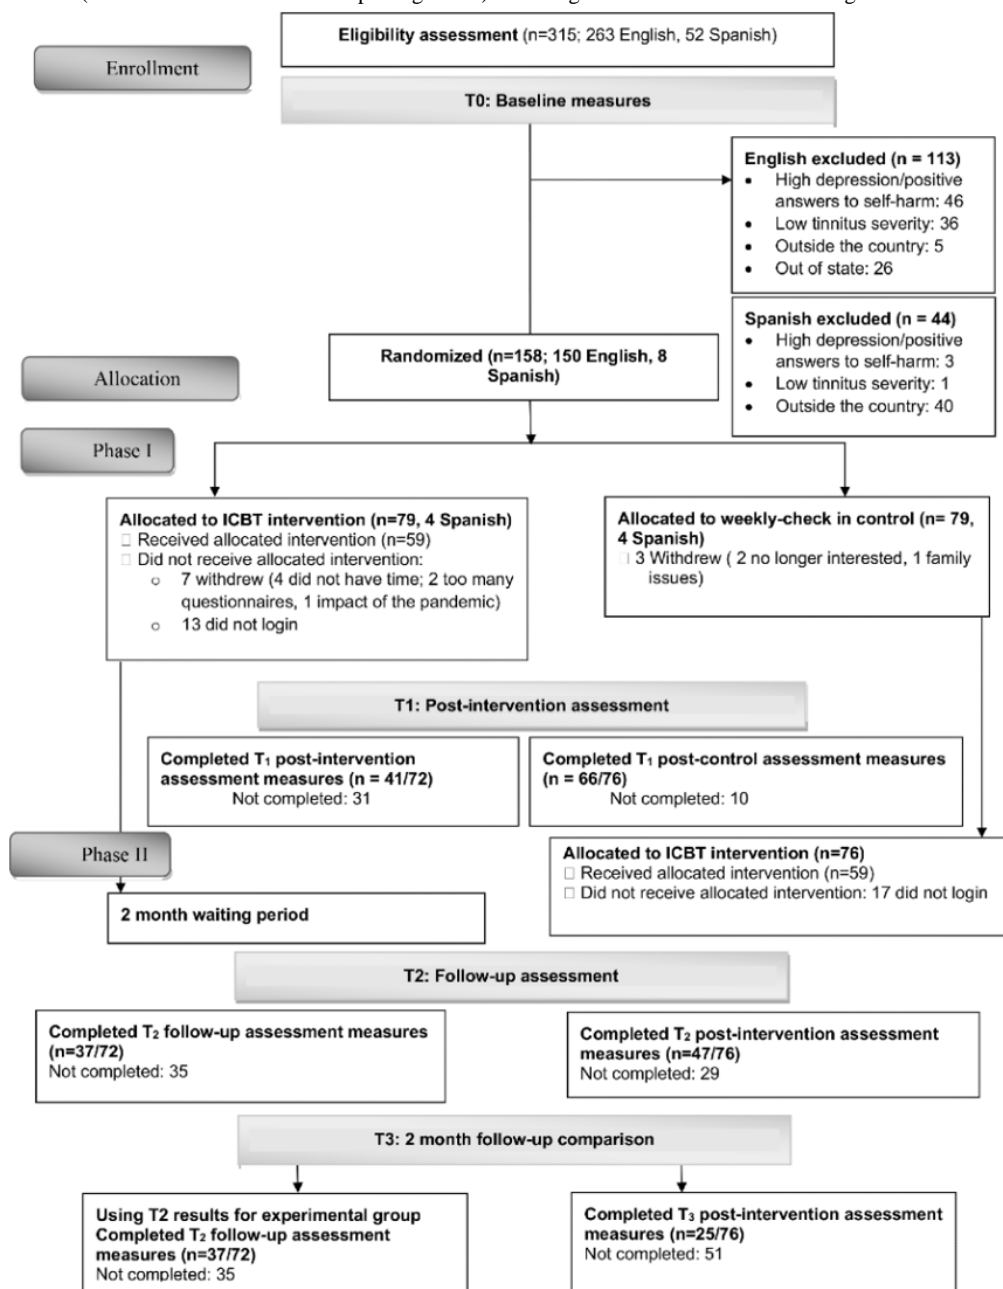 Eligibility assessment (n=315; 263 English, 52 Spanish)
Enrollment
T0: Baseline measures
English excluded (n = 113)
• High depression/positive
answers to self-harm: 46
• Low tinnitus severity: 36
• Outside the country: 5
• Out of state: 26
Spanish excluded (n = 44)
• High depression/positive
answers to self-harm: 3
• Low tinnitus severity: 1
• Outside the country: 40
Randomized (n=158; 150 English, 8
Spanish)
Allocation
Phase I
Allocated to ICBT intervention (n=79, 4 Spanish)
□ Received allocated intervention (n=59)
□ Did not receive allocated intervention:
o 7 withdrew (4 did not have time; 2 too many
questionnaires, 1 impact of the pandemic)
o 13 did not login
Allocated to weekly-check in control (n= 79,
4 Spanish)
□ 3 Withdrew ( 2 no longer interested, 1 family
issues)
T1: Post-intervention assessment
Completed T₁ post-intervention
assessment measures (n = 41/72)
Not completed: 31
Completed T₁ post-control assessment measures
(n = 66/76)
Not completed: 10
Phase II
Allocated to ICBT intervention (n=76)
□ Received allocated intervention (n=59)
□ Did not receive allocated intervention: 17 did not login
2 month waiting period
T2: Follow-up assessment
Completed T₂ follow-up assessment measures
(n=37/72)
Not completed: 35
Completed T₂ post-intervention assessment
measures (n=47/76)
Not completed: 29
T3: 2 month follow-up comparison
Using T2 results for experimental group
Completed T₂ follow-up assessment
measures (n=37/72)
Not completed: 35
Completed T₃ post-intervention assessment
measures (n=25/76)
Not completed: 51